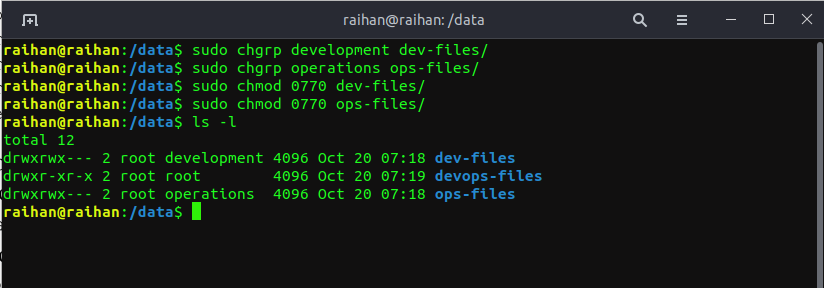 raihan@raihan: /data
raihan@raihan:/data$ sudo chgrp development dev-files/
raihan@raihan:/data$ sudo chgrp operations ops-files/
raihan@raihan:/data$ sudo chmod 0770 dev-files/
raihan@raihan:/data$ sudo chmod 0770 ops-files/
raihan@raihan:/data$ ls -l
total 12
drwxrwx--- 2 root development 4096 Oct 20 07:18 dev-files
drwxr-xr-x 2 root root        4096 Oct 20 07:19 devops-files
drwxrwx--- 2 root operations  4096 Oct 20 07:18 ops-files
raihan@raihan:/data$